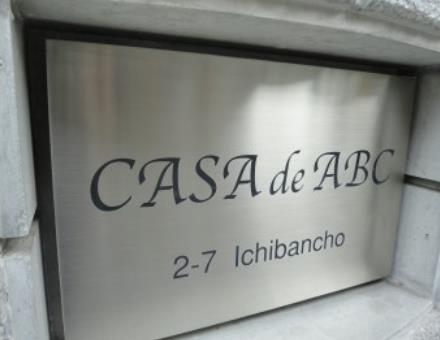 CASA de ABC
2-7 Ichibancho